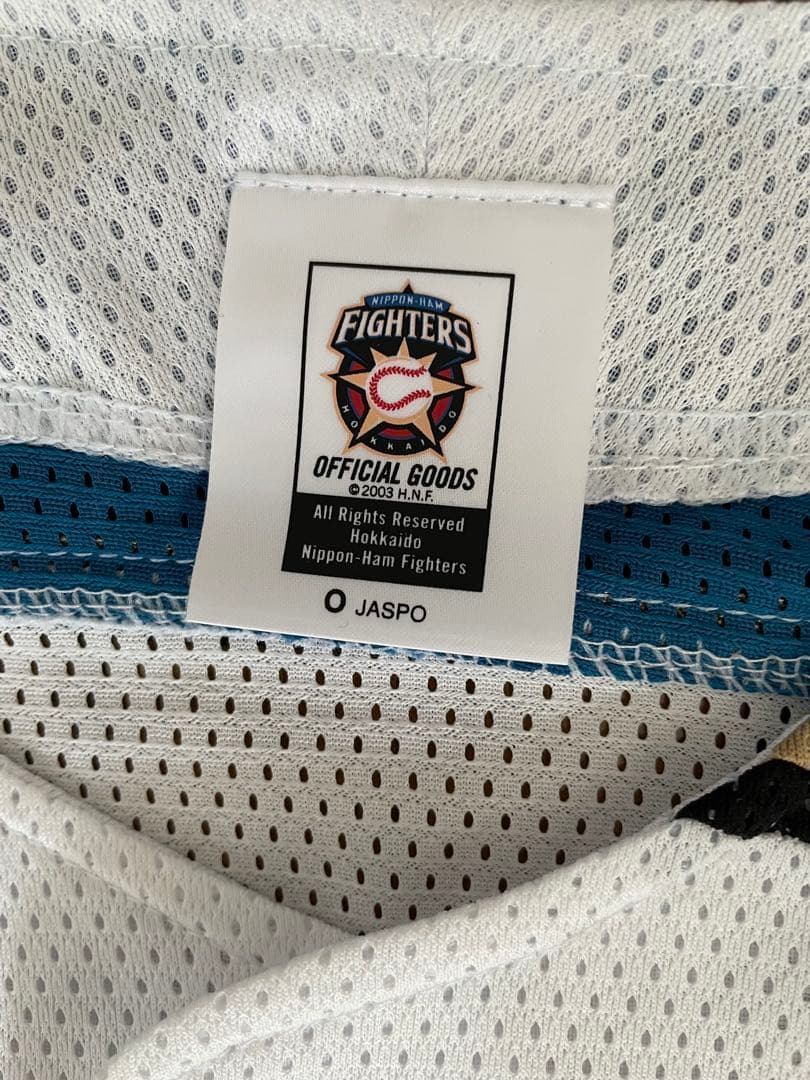 NIPPON-HAM
FIGHTERS
HOKKAIDO
OFFICIAL GOODS
©2003 H.N.F.
All Rights Reserved
Hokkaido
Nippon-Ham Fighters
O JASPO